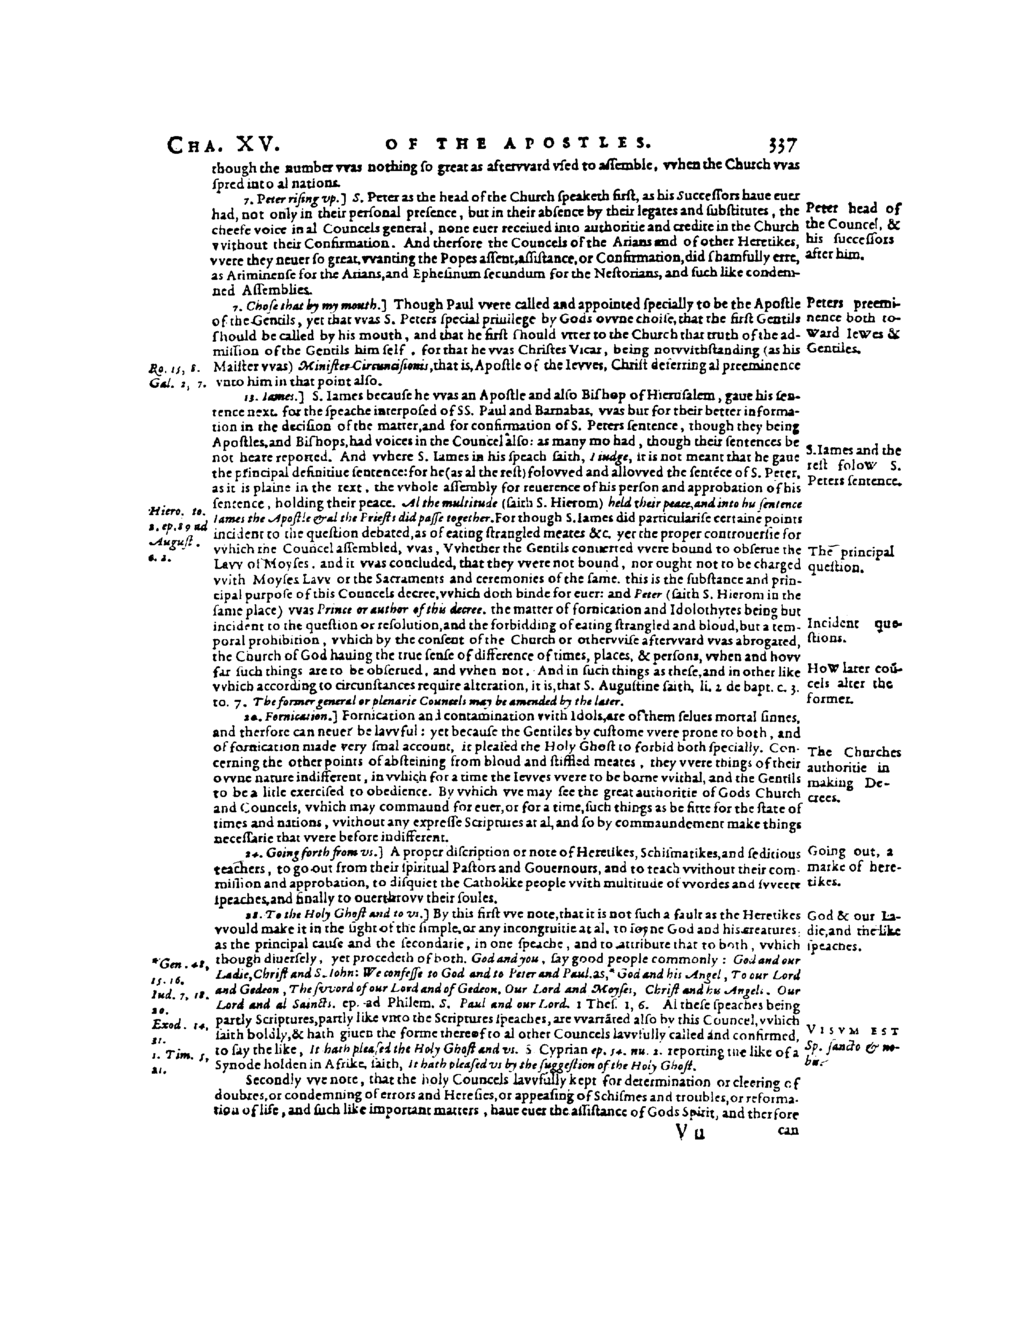 CHA. XV. OF THE APOSTLES. 337
though the number vvas nothing ſo great as aftervvard vſed to aſſemble, vvhen the Church vvas
ſpred into al nations.
7. Peter riſing vp.] S. Peter as the head of the Church ſpeaketh firſt, as his Succeſſors haue euer
had, not only in their perſonal preſence, but in their abſence by their legates and ſubſtitutes, the
cheefe voice in al Councels general, none euer receiued into authoritie and credite in the Church
vvithout their Confirmation. And therfore the Councels of the Arians and of other Heretikes,
vvere they neuer ſo great, vvanting the Popes aſſent, aſſiſtance, or Confirmation, did ſhamfully erre,
as Ariminenſe for the Arians, and Epheſinum ſecundum for the Neſtorians, and ſuch like condem-
ned Aſſemblies.
Peter head of
the Councel, &
his ſucceſſors
after him.
7. Choſe that by my mouth.] Though Paul vvere called and appointed ſpecially to be the Apoſtle
of the Gentils, yet that vvas S. Peters ſpecial priuilege by Gods ovvne choiſe, that the firſt Gentils
ſhould be called by his mouth, and that he firſt ſhould vtter to the Church that truth of the ad-
miſſion of the Gentils him ſelf. for that he vvas Chriſtes Vicar, being notvvithſtanding (as his
Maiſter vvas) Miniſter Circunciſionis, that is, Apoſtle of the Ievves, Chriſt deferring al preeminence
vnto him in that point alſo.
Peters preemi-
nence both to-
ward Iewes &
Gentiles.
Ro. 15, 8.
Gal. 2, 7.
13. Iames.] S. Iames becauſe he vvas an Apoſtle and alſo Biſhop of Hieruſalem, gaue his ſen-
tence next. for the ſpeache interpoſed of SS. Paul and Barnabas, vvas but for their better informa-
tion in the deciſion of the matter, and for confirmation of S. Peters ſentence, though they being
Apoſtles, and Biſhops, had voices in the Councel alſo: as many mo had, though their ſentences be
not heare reported. And vvhere S. Iames in his ſpeach ſaith, I iudge, it is not meant that he gaue
the principal definitiue ſentence: for he (as al the reſt) folovved and allovved the ſentẽce of S. Peter,
as it is plaine in the text, the vvhole aſſembly for reuerence of his perſon and approbation of his
ſentence, holding their peace. Al the multitude (ſaith S. Hierom) held their peace, and into his ſentence
Iames the Apoſtle & al the Prieſts did paſſe together. For though S. Iames did particulariſe certaine points
incident to the queſtion debated, as of eating ſtrangled meates &c. yet the proper controuerſie for
vvhich the Councel aſſembled, vvas, Vvhether the Gentils conuerted vvere bound to obſerue the
Lavv of Moyſes. and it vvas concluded, that they vvere not bound, nor ought not to be charged
vvith Moyſes Lavv or the Sacraments and ceremonies of the ſame. this is the ſubſtance and prin-
cipal purpoſe of this Councels decree, vvhich doth binde for euer: and Peter (ſaith S. Hierom in the
ſame place) vvas Prince or author of this decree. the matter of fornication and Idolothytes being but
incident to the queſtion or reſolution, and the forbidding of eating ſtrangled and bloud, but a tem-
poral prohibition, vvhich by the conſent of the Church or othervviſe aftervvard vvas abrogated,
the Church of God hauing the true ſenſe of difference of times, places, & perſons, vvhen and hovv
far ſuch things are to be obſerued, and vvhen not. And in ſuch things as theſe, and in other like
vvhich according to circunſtances require alteration, it is, that S. Auguſtine ſaith, li. 2 de bapt. c. 3.
to. 7. The former general or plenarie Councels may be amended by the later.
S. Iames and the
reſt folow S.
Peters ſentence.
Hiero. to.
2. ep. 89 ad
Auguſt.
c. 2.
The principal
queſtion.
Incident que-
ſtions.
How later coũ-
cels alter the
former.
20. Fornication.] Fornication and contamination vvith Idols, are of them ſelues mortal ſinnes,
and therfore can neuer be lavvful: yet becauſe the Gentiles by cuſtome vvere prone to both, and
of fornication made very ſmal account, it pleaſed the Holy Ghoſt to forbid both ſpecially. Con-
cerning the other points of abſteining from bloud and ſtiffled meates, they vvere things of their
ovvne nature indifferent, in vvhich for a time the Ievves vvere to be borne vvithal, and the Gentils
to be a litle exerciſed to obedience. By vvhich vve may ſee the great authoritie of Gods Church
and Councels, vvhich may commaund for euer, or for a time, ſuch things as be fitte for the ſtate of
times and nations, vvithout any expreſſe Scriptures at al, and ſo by commaundement make things
neceſſarie that vvere before indifferent.
The Churches
authoritie in
making De-
crees.
24. Going forth from vs.] A proper diſcription or note of Heretikes, Schiſmatikes, and ſeditious
teachers, to go out from their ſpiritual Paſtors and Gouernours, and to teach vvithout their com-
miſſion and approbation, to diſquiet the Catholike people vvith multitude of vvordes and ſvveete
ſpeaches, and finally to ouerthrovv their ſoules.
Going out, a
marke of here-
tikes.
28. To the Holy Ghoſt and to vs.] By this firſt vve note, that it is not ſuch a fault as the Heretikes
vvould make it in the ſight of the ſimple, or any incongruitie at al, to ioyne God and his creatures,
as the principal cauſe and the ſecondarie, in one ſpeache, and to attribute that to both, vvhich
though diuerſely, yet procedeth of both. God and you, ſay good people commonly: God and our
Ladie, Chriſt and S. Iohn: We confeſſe to God and to Peter and Paul. as, *God and his Angel, To our Lord
and Gedeon, The ſvvord of our Lord and of Gedeon, Our Lord and Moyſes, Chriſt and his Angels. Our
Lord and al Saincts. ep. ad Philem. S. Paul and our Lord. 1 Theſ. 1, 6. Al theſe ſpeaches being
partly Scriptures, partly like vnto the Scriptures ſpeaches, are vvarrãted alſo by this Councel, vvhich
ſaith boldly, & hath giuen the forme thereof to al other Councels lavvfully called and confirmed,
to ſay the like, It hath pleaſed the Holy Ghoſt and vs. S Cyprian ep. 54. nu. 2. reporting the like of a
Synode holden in Afrike, ſaith, It hath pleaſed vs by the ſuggeſtion of the Holy Ghoſt.
God & our La-
die, and the like
ſpeaches.
*Gen. 48,
15. 16.
Iud. 7, 18.
20.
Exod. 14,
31.
1. Tim. 5,
21.
VISVM EST
Sp. ſancto & no-
bis.
Secondly vve note, that the holy Councels lavvfully kept for determination or cleering of
doubtes, or condemning of errors and Hereſies, or appeaſing of Schiſmes and troubles, or reforma-
tion of life, and ſuch like important matters, haue euer the aſſiſtance of Gods Spirit, and therfore
Vu can